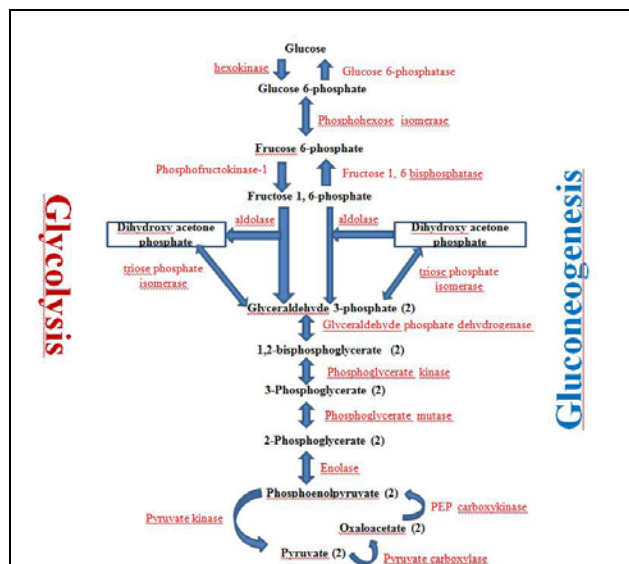 Glucose
hexokinase
Glucose 6-phosphatase
Glucose 6-phosphate
Phosphohexose isomerase
Frucose 6-phosphate
Phosphofructokinase-1
Fructose 1, 6 bisphosphatase
Fructose 1, 6-phosphate
aldolase
aldolase
Dihydroxy acetone
phosphate
Dihydroxy acetone
phosphate
triose phosphate
isomerase
triose phosphate
isomerase
Glyceraldehyde 3-phosphate (2)
Glyceraldehyde phosphate dehydrogenase
1,2-bisphosphoglycerate (2)
Phosphoglycerate kinase
3-Phosphoglycerate (2)
Phosphoglycerate mutase
2-Phosphoglycerate (2)
Enolase
Phosphoenolpyruvate (2)
Pyruvate kinase
PEP carboxykinase
Oxaloacetate (2)
Pyruvate (2)
Pyruvate carboxylase
Glycolysis
Gluconeogenesis